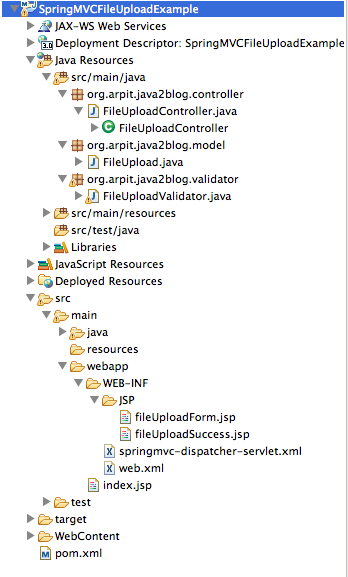 SpringMVCFileUploadExample
JAX-WS Web Services
3.0 Deployment Descriptor: SpringMVCFileUploadExample
Java Resources
src/main/java
org.arpit.java2blog.controller
J FileUploadController.java
C FileUploadController
org.arpit.java2blog.model
J FileUpload.java
org.arpit.java2blog.validator
J FileUploadValidator.java
src/main/resources
src/test/java
Libraries
JavaScript Resources
Deployed Resources
src
main
java
resources
webapp
WEB-INF
JSP
fileUploadForm.jsp
fileUploadSuccess.jsp
X springmvc-dispatcher-servlet.xml
X web.xml
index.jsp
test
target
WebContent
M pom.xml